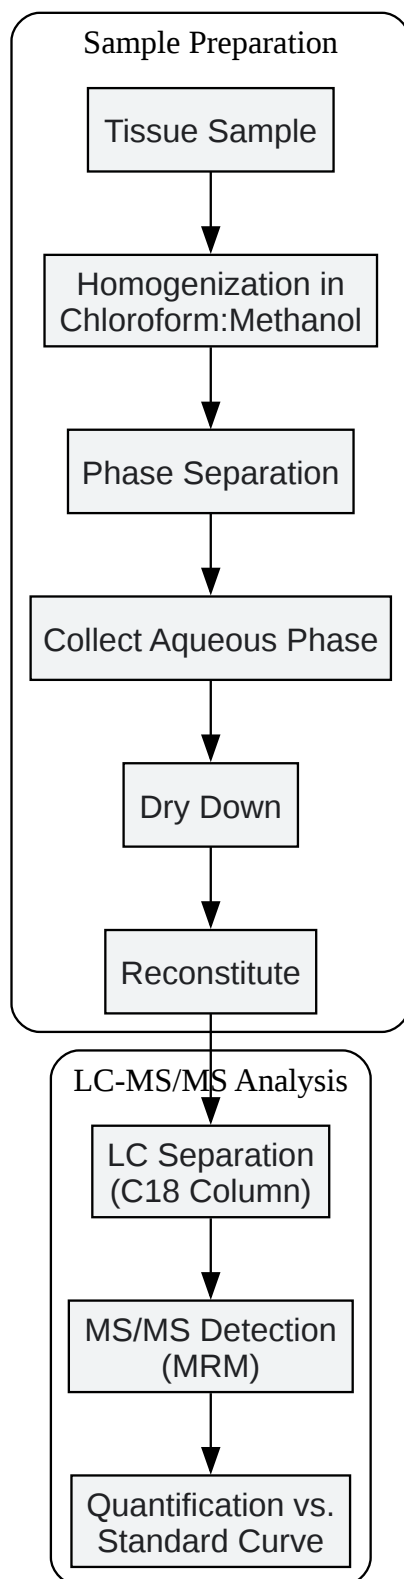 Sample Preparation
Tissue Sample
Homogenization in
Chloroform:Methanol
Phase Separation
Collect Aqueous Phase
Dry Down
Reconstitute
LC-MS/MS Analysis
LC Separation
(C18 Column)
MS/MS Detection
(MRM)
Quantification vs.
Standard Curve